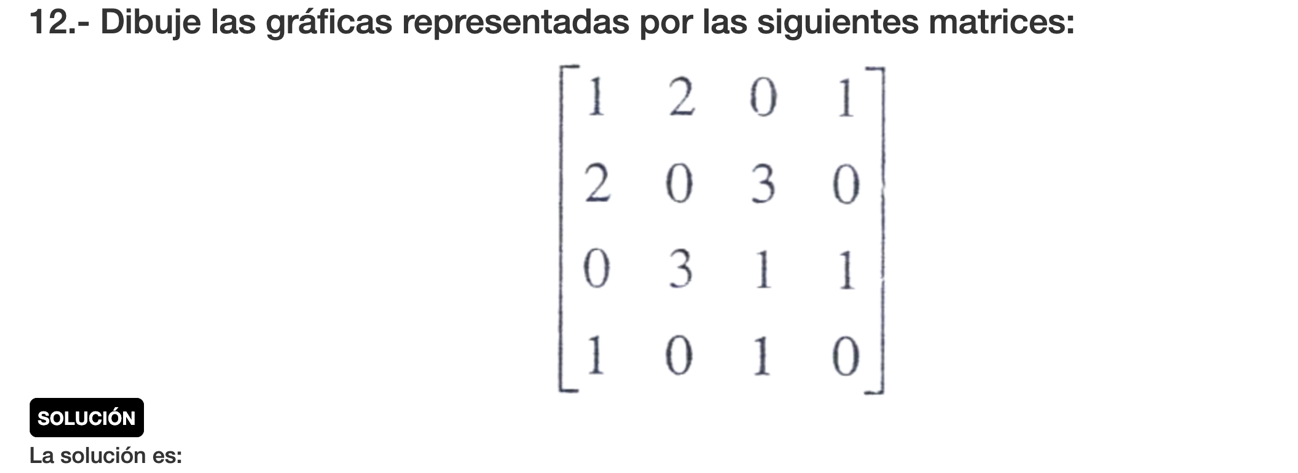 12.- Dibuje las gráficas representadas por las siguientes matrices:
1 2 0 1
2 0 3 0
0 3 1 1
1 0 1 0
SOLUCIÓN
La solución es: